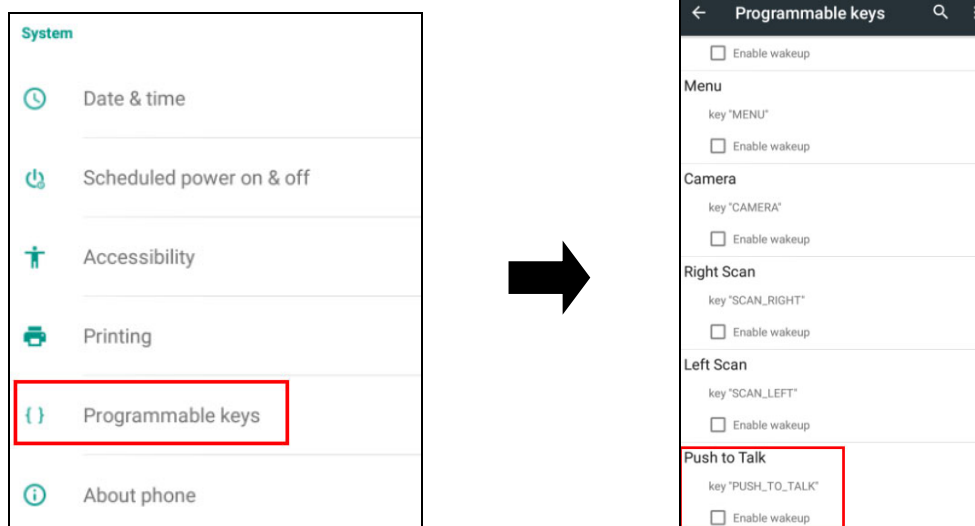 System
Date & time
Scheduled power on & off
Accessibility
Printing
{ } Programmable keys
About phone
Programmable keys
Enable wakeup
Menu
key "MENU"
Enable wakeup
Camera
key "CAMERA"
Enable wakeup
Right Scan
key "SCAN_RIGHT"
Enable wakeup
Left Scan
key "SCAN_LEFT"
Enable wakeup
Push to Talk
key "PUSH_TO_TALK"
Enable wakeup